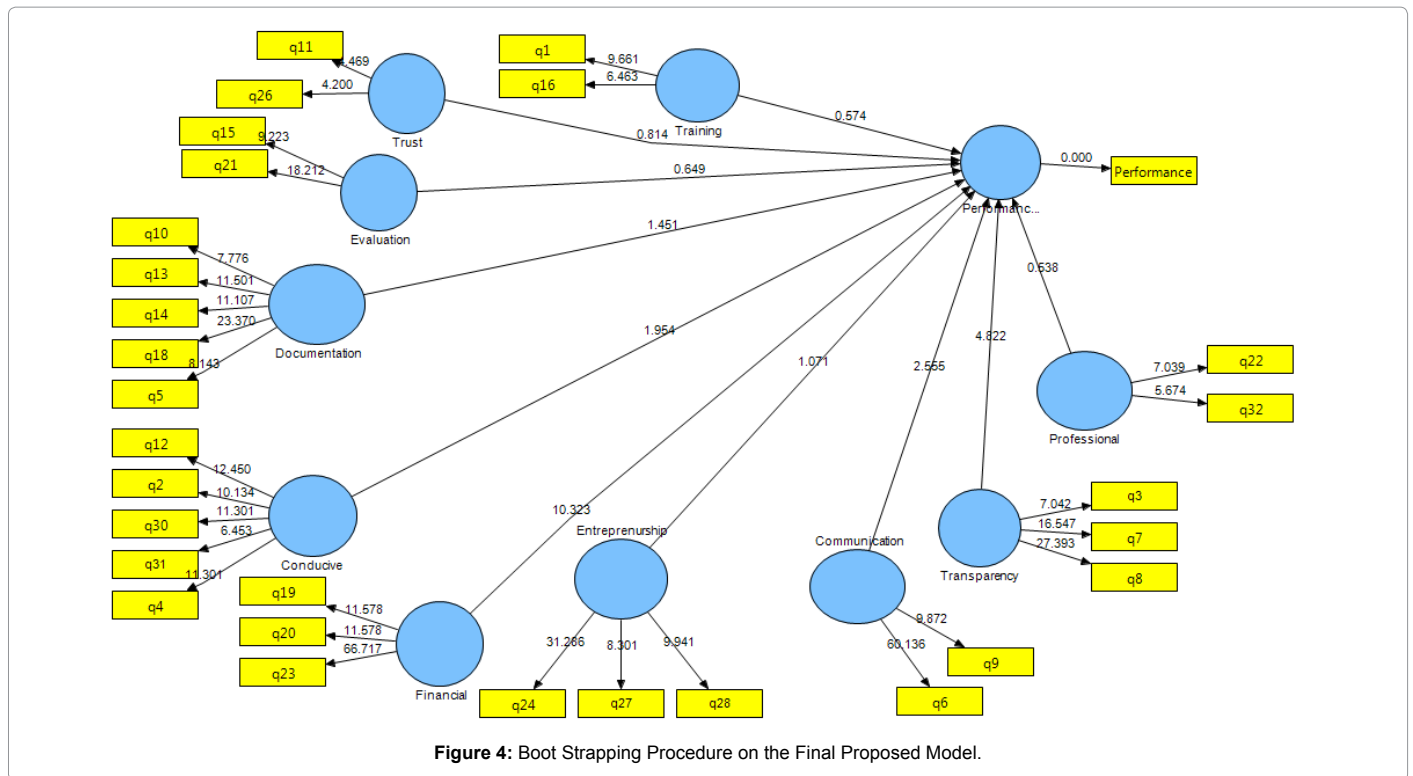 q11
q26
4.200
Trust
q15
9.223
q21
18.212
Evaluation
q1
9.661
q16
6.463
Training
0.574
0.814
0.649
Performanc...
0.000
Performance
q10
7.776
q13
11.501
q14
11.107
q18
23.370
q5
8.143
Documentation
1.451
q12
12.450
q2
10.134
q30
11.301
q31
6.453
q4
11.301
Conducive
1.954
q19
11.578
q20
11.578
q23
66.717
Financial
10.323
Entreprenurship
1.071
31.286
8.301
9.941
q24
q27
q28
Communication
2.555
9.872
60.136
q9
q6
Transparency
4.822
7.042
q3
16.547
q7
27.393
q8
Professional
0.538
7.039
q22
5.674
q32
Figure 4: Boot Strapping Procedure on the Final Proposed Model.